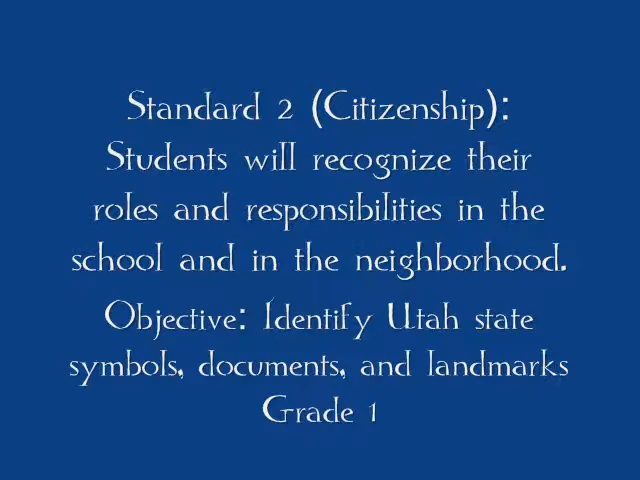 Standard 2 (Citizenship):
Students will recognize their
roles and responsibilities in the
school and in the neighborhood.
Objective: Identify Utah state
symbols, documents, and landmarks
Grade 1